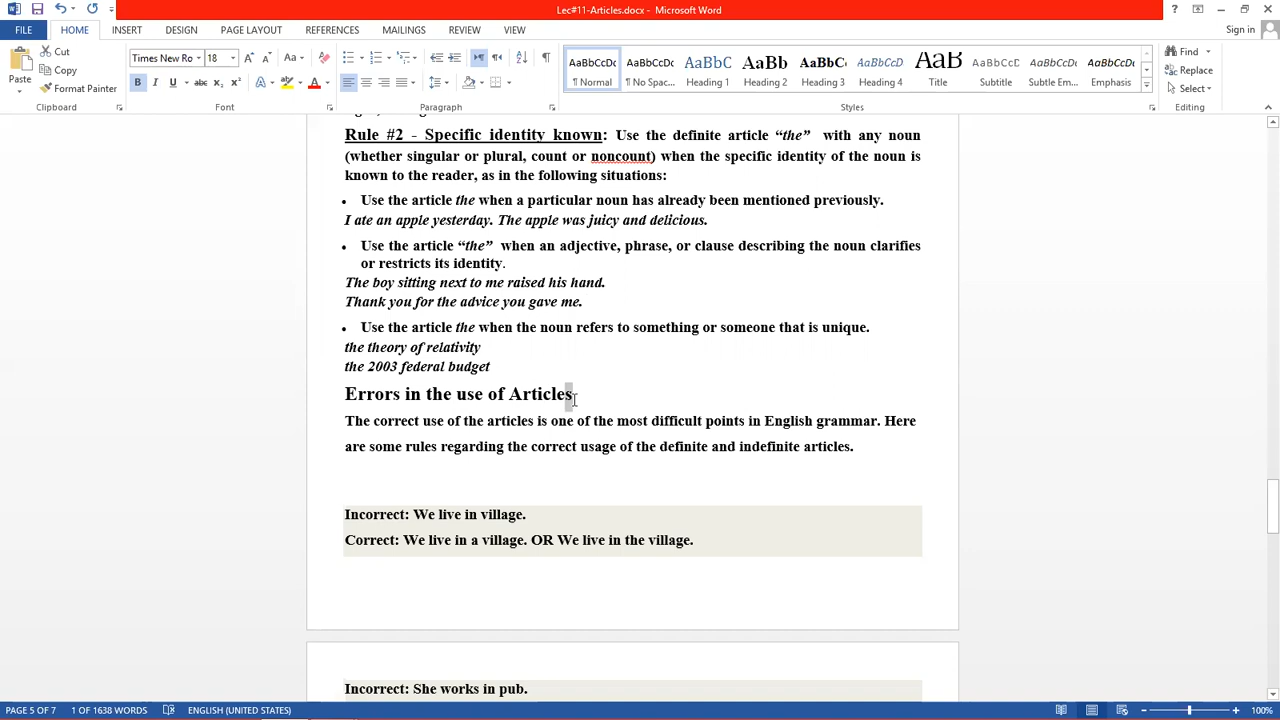 Lec#11-Articles.docx - Microsoft Word
Sign in
FILE HOME INSERT DESIGN PAGE LAYOUT REFERENCES MAILINGS REVIEW VIEW
Paste
Cut
Copy
Format Painter
Times New Ro 18
AaBbCcDc AaBbCcDc AaBbC AaBb AaBbC AaBbCcD AaB AaBbCcD AaBbCcDc AaBbCcDc
¶ Normal ¶ No Spac... Heading 1 Heading 2 Heading 3 Heading 4 Title Subtitle Subtle Em... Emphasis
Find
Replace
Select
Clipboard Font Paragraph Styles Editing
Rule #2 - Specific identity known: Use the definite article “the” with any noun
(whether singular or plural, count or noncount) when the specific identity of the noun is
known to the reader, as in the following situations:
• Use the article the when a particular noun has already been mentioned previously.
I ate an apple yesterday. The apple was juicy and delicious.
• Use the article “the” when an adjective, phrase, or clause describing the noun clarifies
or restricts its identity.
The boy sitting next to me raised his hand.
Thank you for the advice you gave me.
• Use the article the when the noun refers to something or someone that is unique.
the theory of relativity
the 2003 federal budget
Errors in the use of Articles
The correct use of the articles is one of the most difficult points in English grammar. Here
are some rules regarding the correct usage of the definite and indefinite articles.
Incorrect: We live in village.
Correct: We live in a village. OR We live in the village.
Incorrect: She works in pub.
PAGE 5 OF 7 1 OF 1638 WORDS ENGLISH (UNITED STATES) 100%